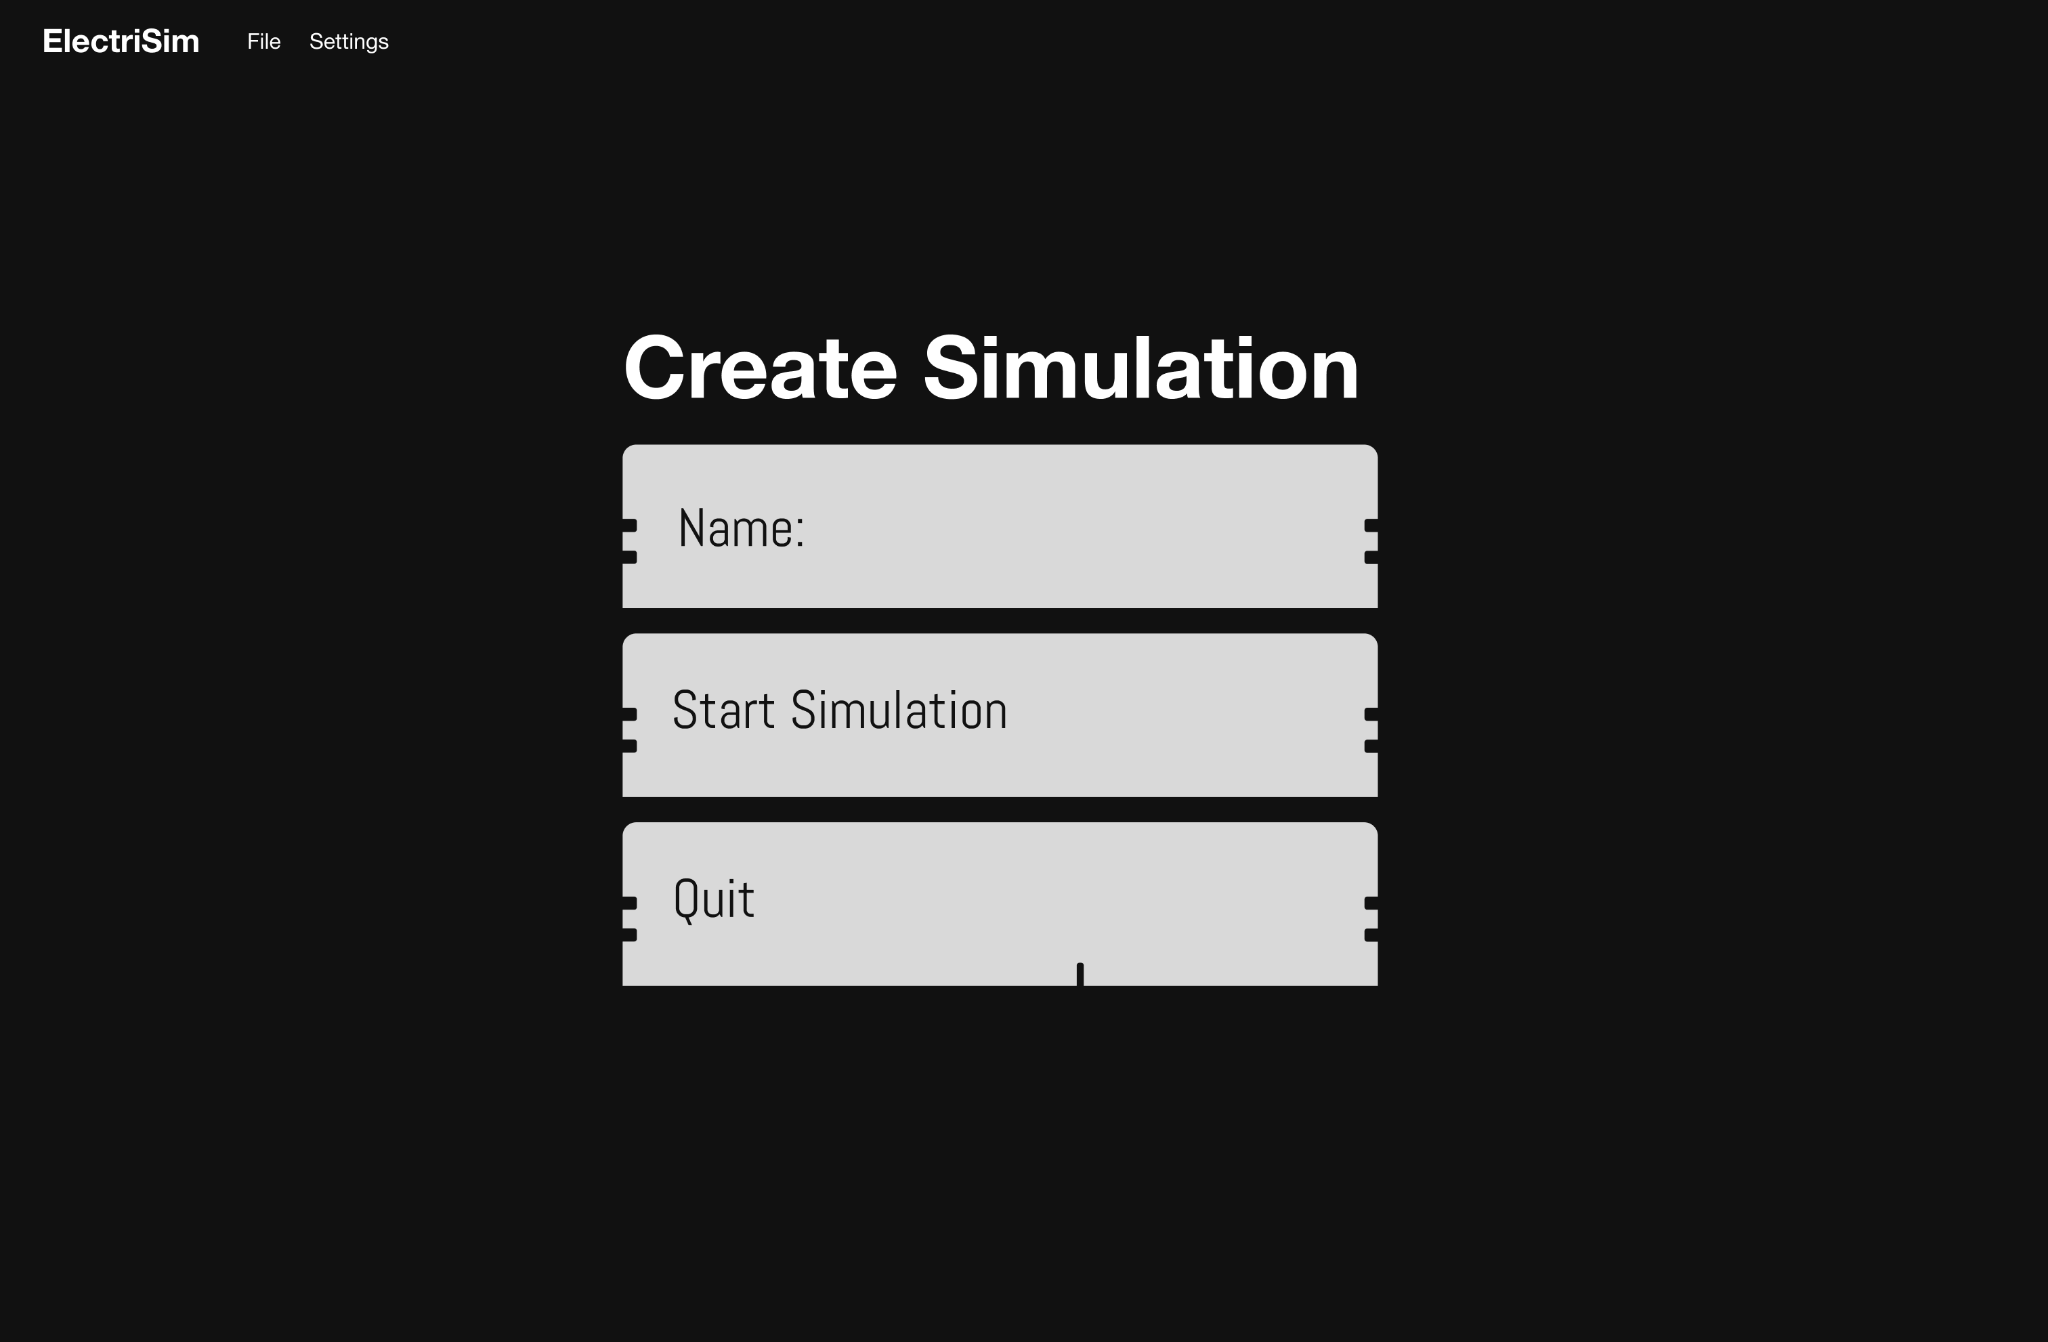 ElectriSim File Settings
Create Simulation
Name:
Start Simulation
Quit